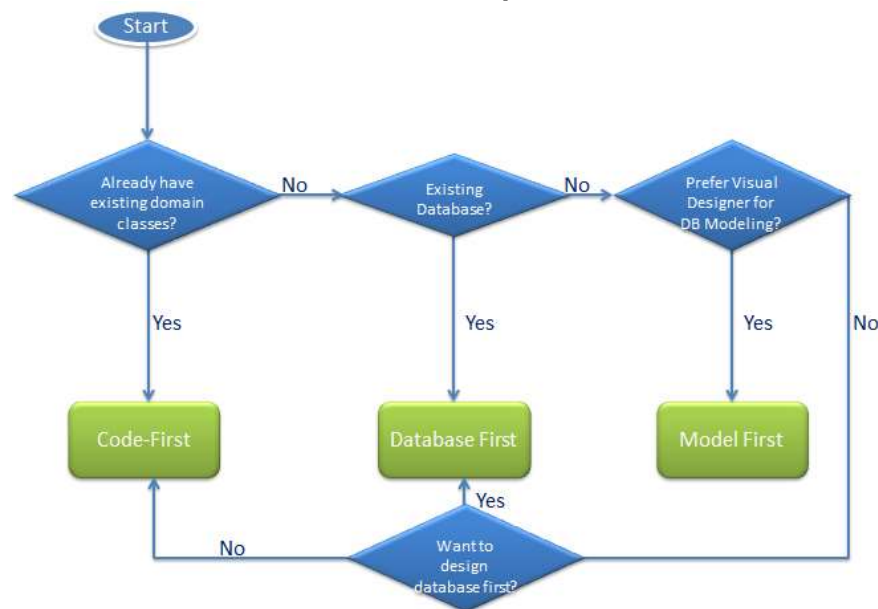 Start
Already have
existing domain
classes?
No
Existing
Database?
No
Prefer Visual
Designer for
DB Modeling?
Yes
Yes
Yes
No
Code-First
Database First
Model First
Yes
No
Want to
design
database first?